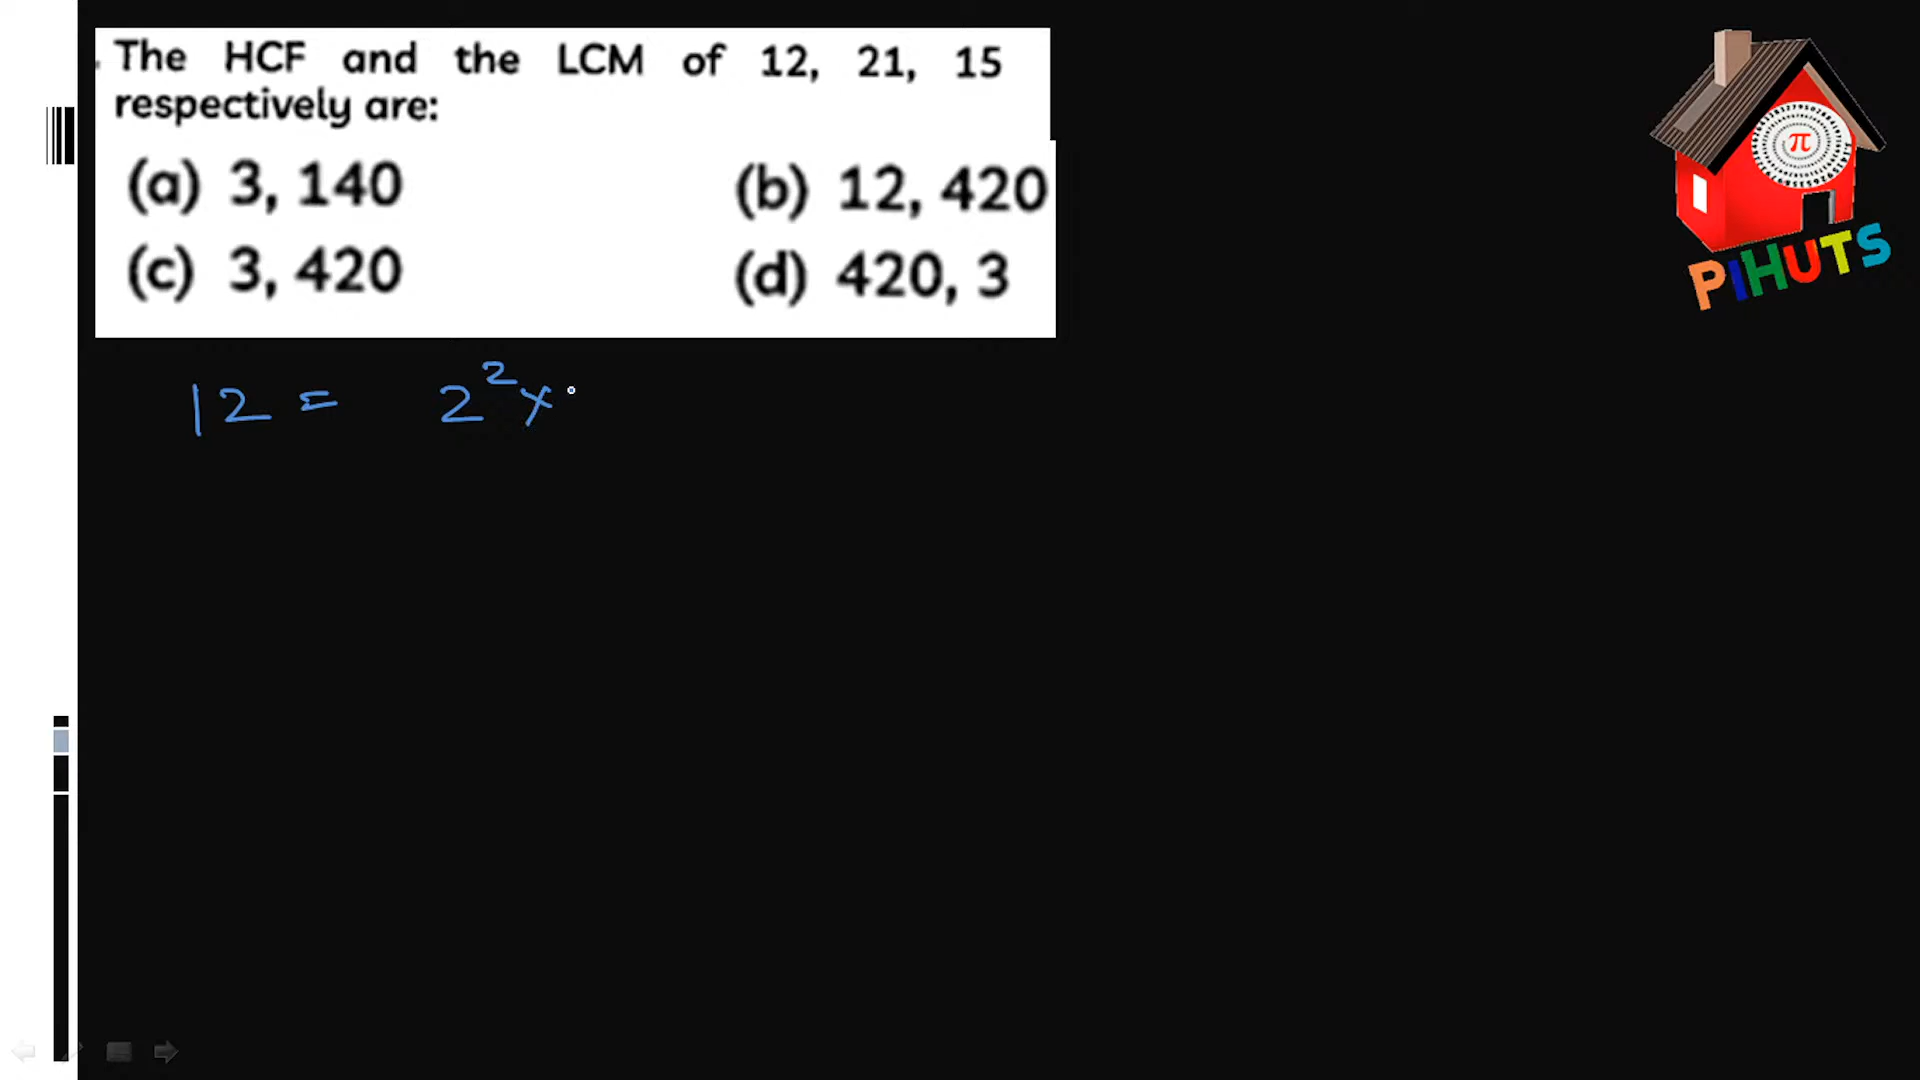 The HCF and the LCM of 12, 21, 15
respectively are:
(a) 3, 140 (b) 12, 420
(c) 3, 420 (d) 420, 3
12 = 2² x
π
PIHUTS